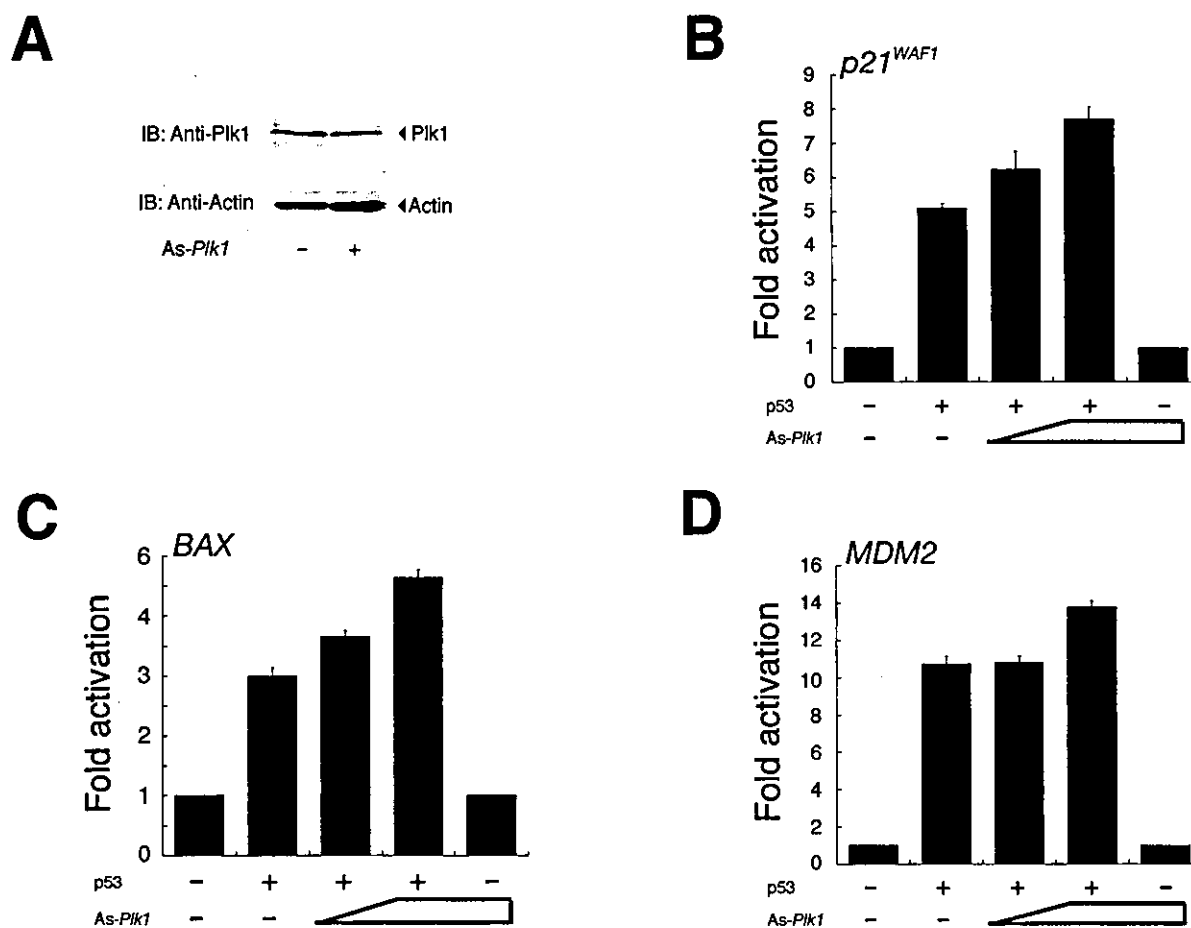 A
IB: Anti-Plk1
◄Plk1
IB: Anti-Actin
◄Actin
As-Plk1
– +
B
p21WAF1
Fold activation
9
8
7
6
5
4
3
2
1
0
p53 – + + + –
As-Plk1 – –
C
BAX
Fold activation
6
4
3
2
1
0
p53 – + + + –
As-Plk1 – –
D
MDM2
Fold activation
16
14
12
10
8
6
4
2
0
p53 – + + + –
As-Plk1 – –